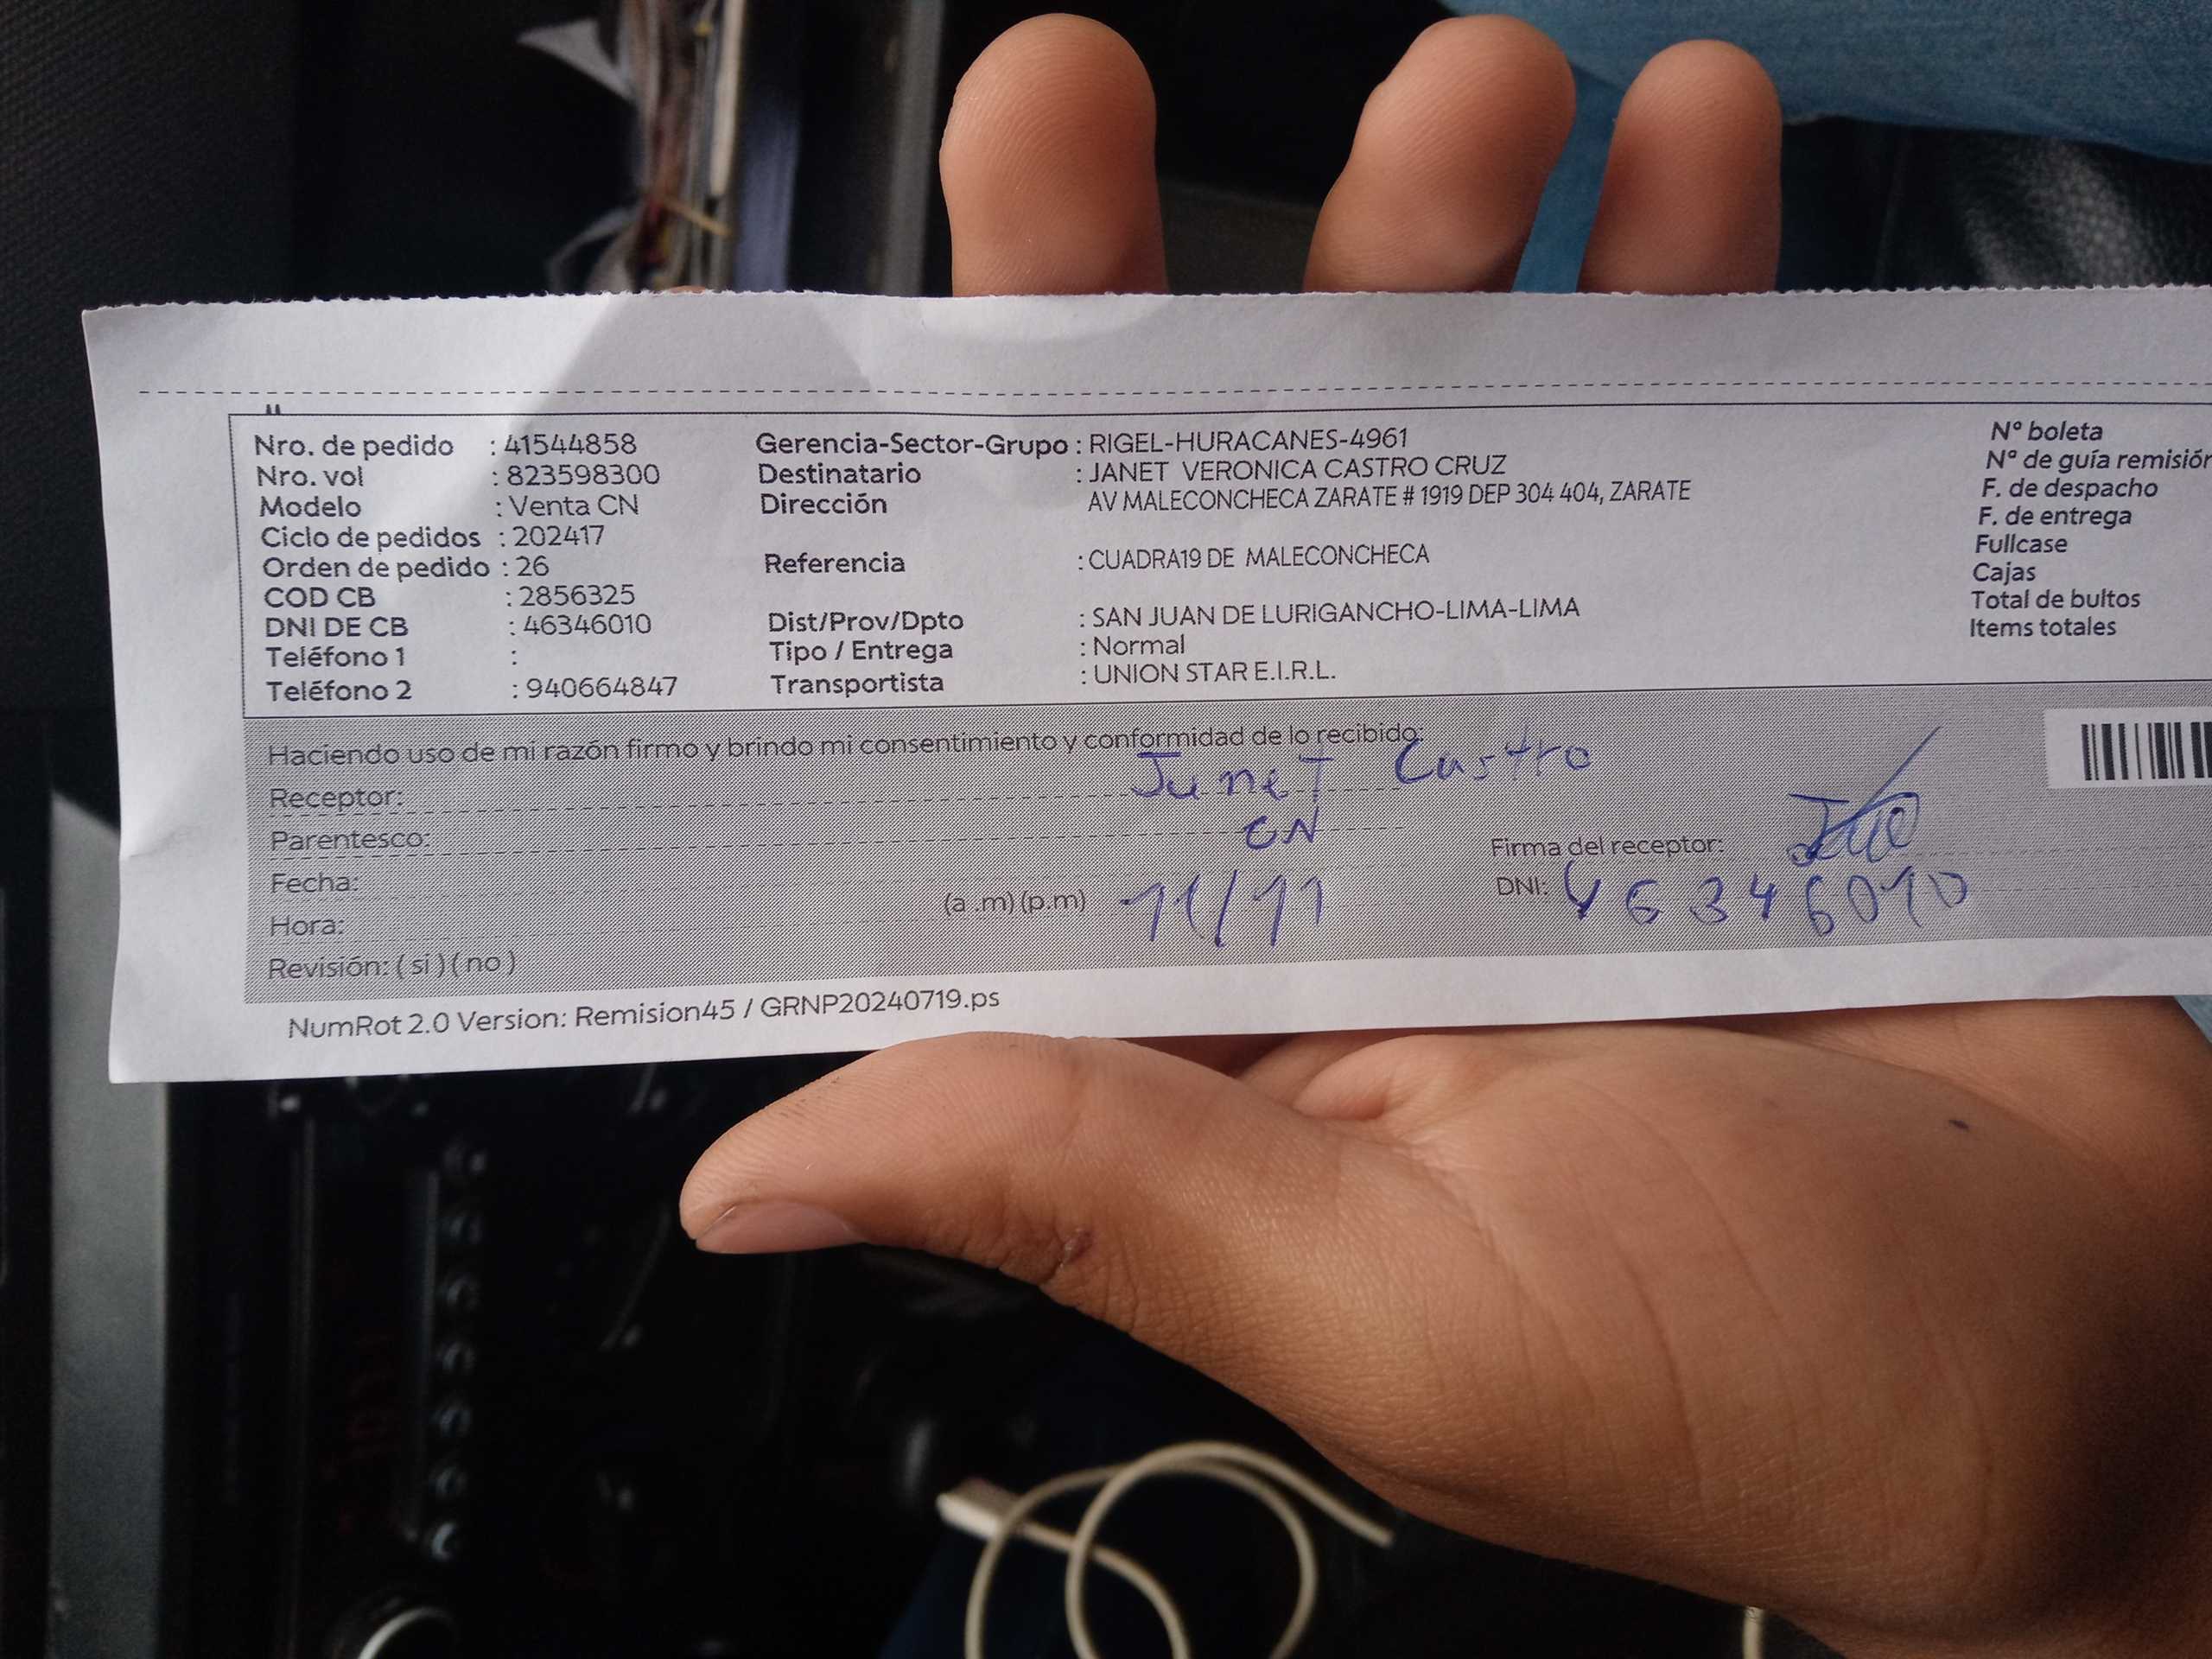 Nro. de pedido : 41544858
Nro. vol : 823598300
Modelo : Venta CN
Ciclo de pedidos : 202417
Orden de pedido : 26
COD CB : 2856325
DNI DE CB : 46346010
Teléfono 1 :
Teléfono 2 : 940664847
Gerencia-Sector-Grupo : RIGEL-HURACANES-4961
Destinatario : JANET VERONICA CASTRO CRUZ
Dirección AV MALECONCHECA ZARATE # 1919 DEP 304 404, ZARATE
Referencia : CUADRA19 DE MALECONCHECA
Dist/Prov/Dpto : SAN JUAN DE LURIGANCHO-LIMA-LIMA
Tipo / Entrega : Normal
Transportista : UNION STAR E.I.R.L.
N° boleta
N° de guía remisión
F. de despacho
F. de entrega
Fullcase
Cajas
Total de bultos
Items totales
Haciendo uso de mi razón firmo y brindo mi consentimiento y conformidad de lo recibido:
Receptor: Janet Castro
Parentesco: CN
Fecha:
Hora: (a .m) (p.m) 11/11
Revisión: ( si ) ( no )
Firma del receptor:
DNI: 46346010
NumRot 2.0 Version: Remision45 / GRNP20240719.ps